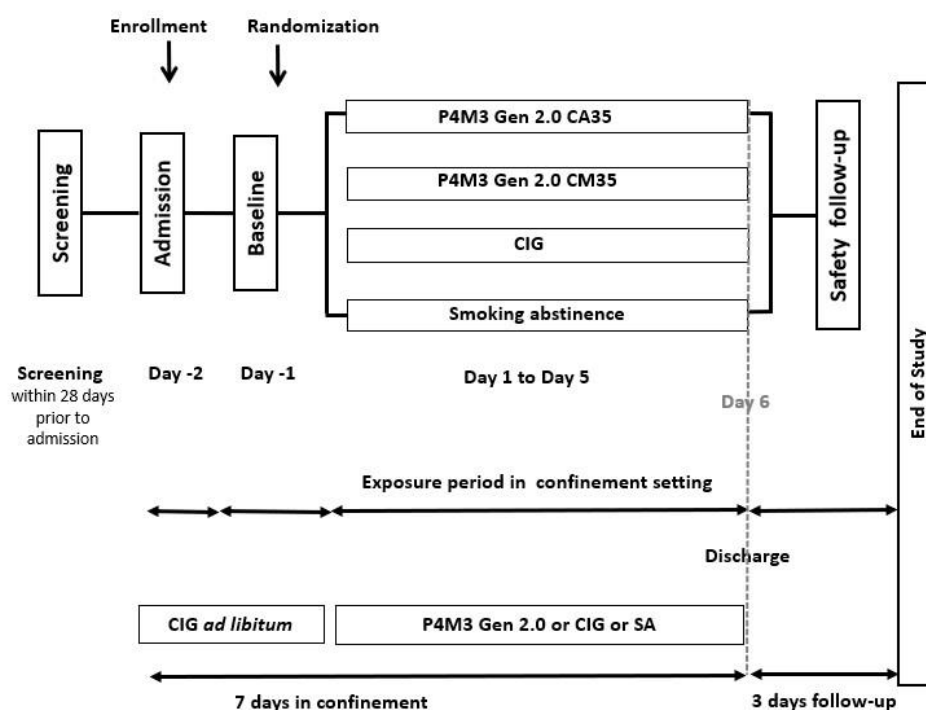 Enrollment
Randomization
Screening
Admission
Baseline
P4M3 Gen 2.0 CA35
P4M3 Gen 2.0 CM35
CIG
Smoking abstinence
Safety follow-up
End of Study
Screening
within 28 days
prior to
admission
Day -2
Day -1
Day 1 to Day 5
Day 6
Exposure period in confinement setting
Discharge
CIG ad libitum
P4M3 Gen 2.0 or CIG or SA
7 days in confinement
3 days follow-up